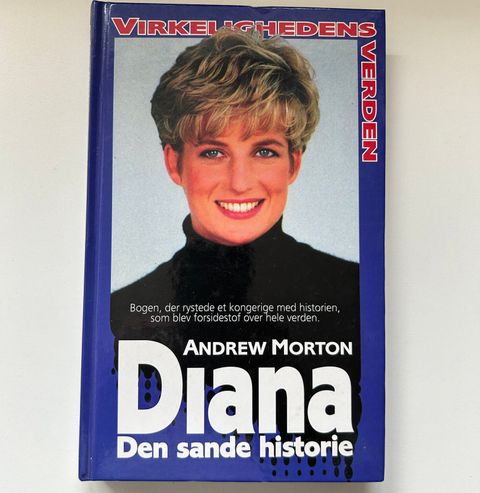 VIRKELIGHEDENS
VERDEN
Bogen, der rystede et kongerige med historien,
som blev forsidestof over hele verden.
ANDREW MORTON
Diana
Den sande historie